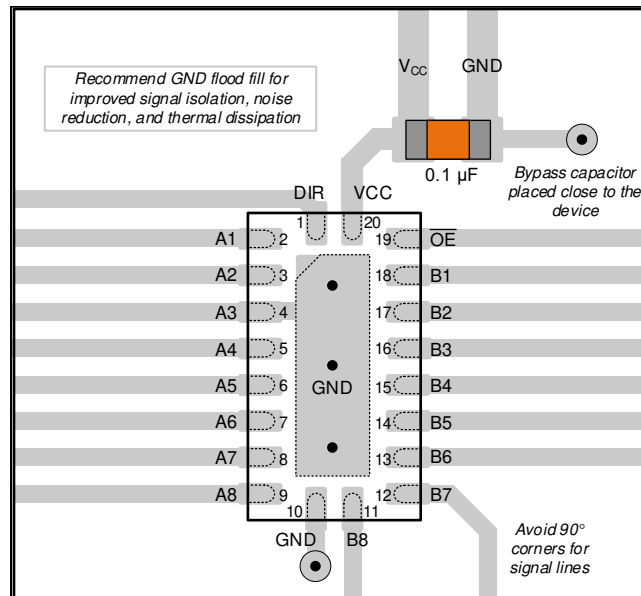 V_CC GND
Recommend GND flood fill for
improved signal isolation, noise
reduction, and thermal dissipation
0.1 µF
Bypass capacitor
placed close to the
device
DIR VCC
1 20
A1 2 19 O̅E̅
A2 3 18 B1
A3 4 17 B2
A4 5 16 B3
A5 6 GND 15 B4
A6 7 14 B5
A7 8 13 B6
A8 9 12 B7
10 11
GND B8
Avoid 90°
corners for
signal lines